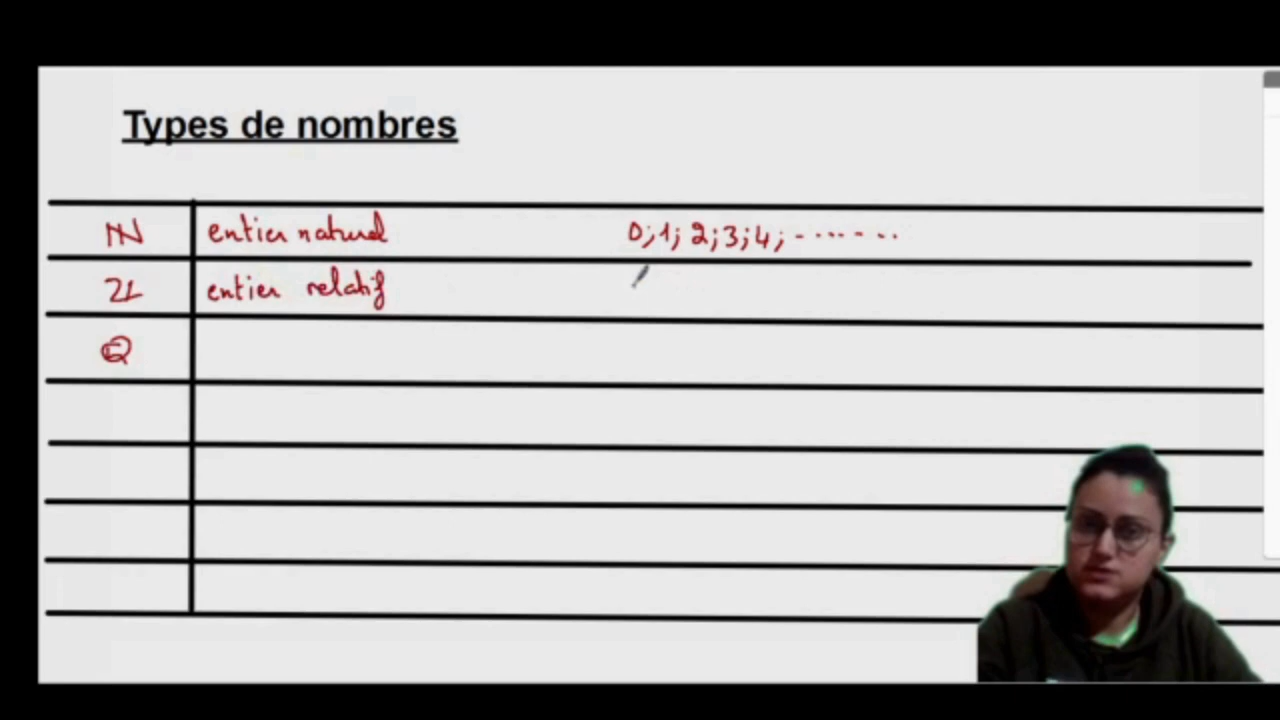 Types de nombres
ℕ entier naturel 0; 1; 2; 3; 4; ........
ℤ entier relatif
ℚ